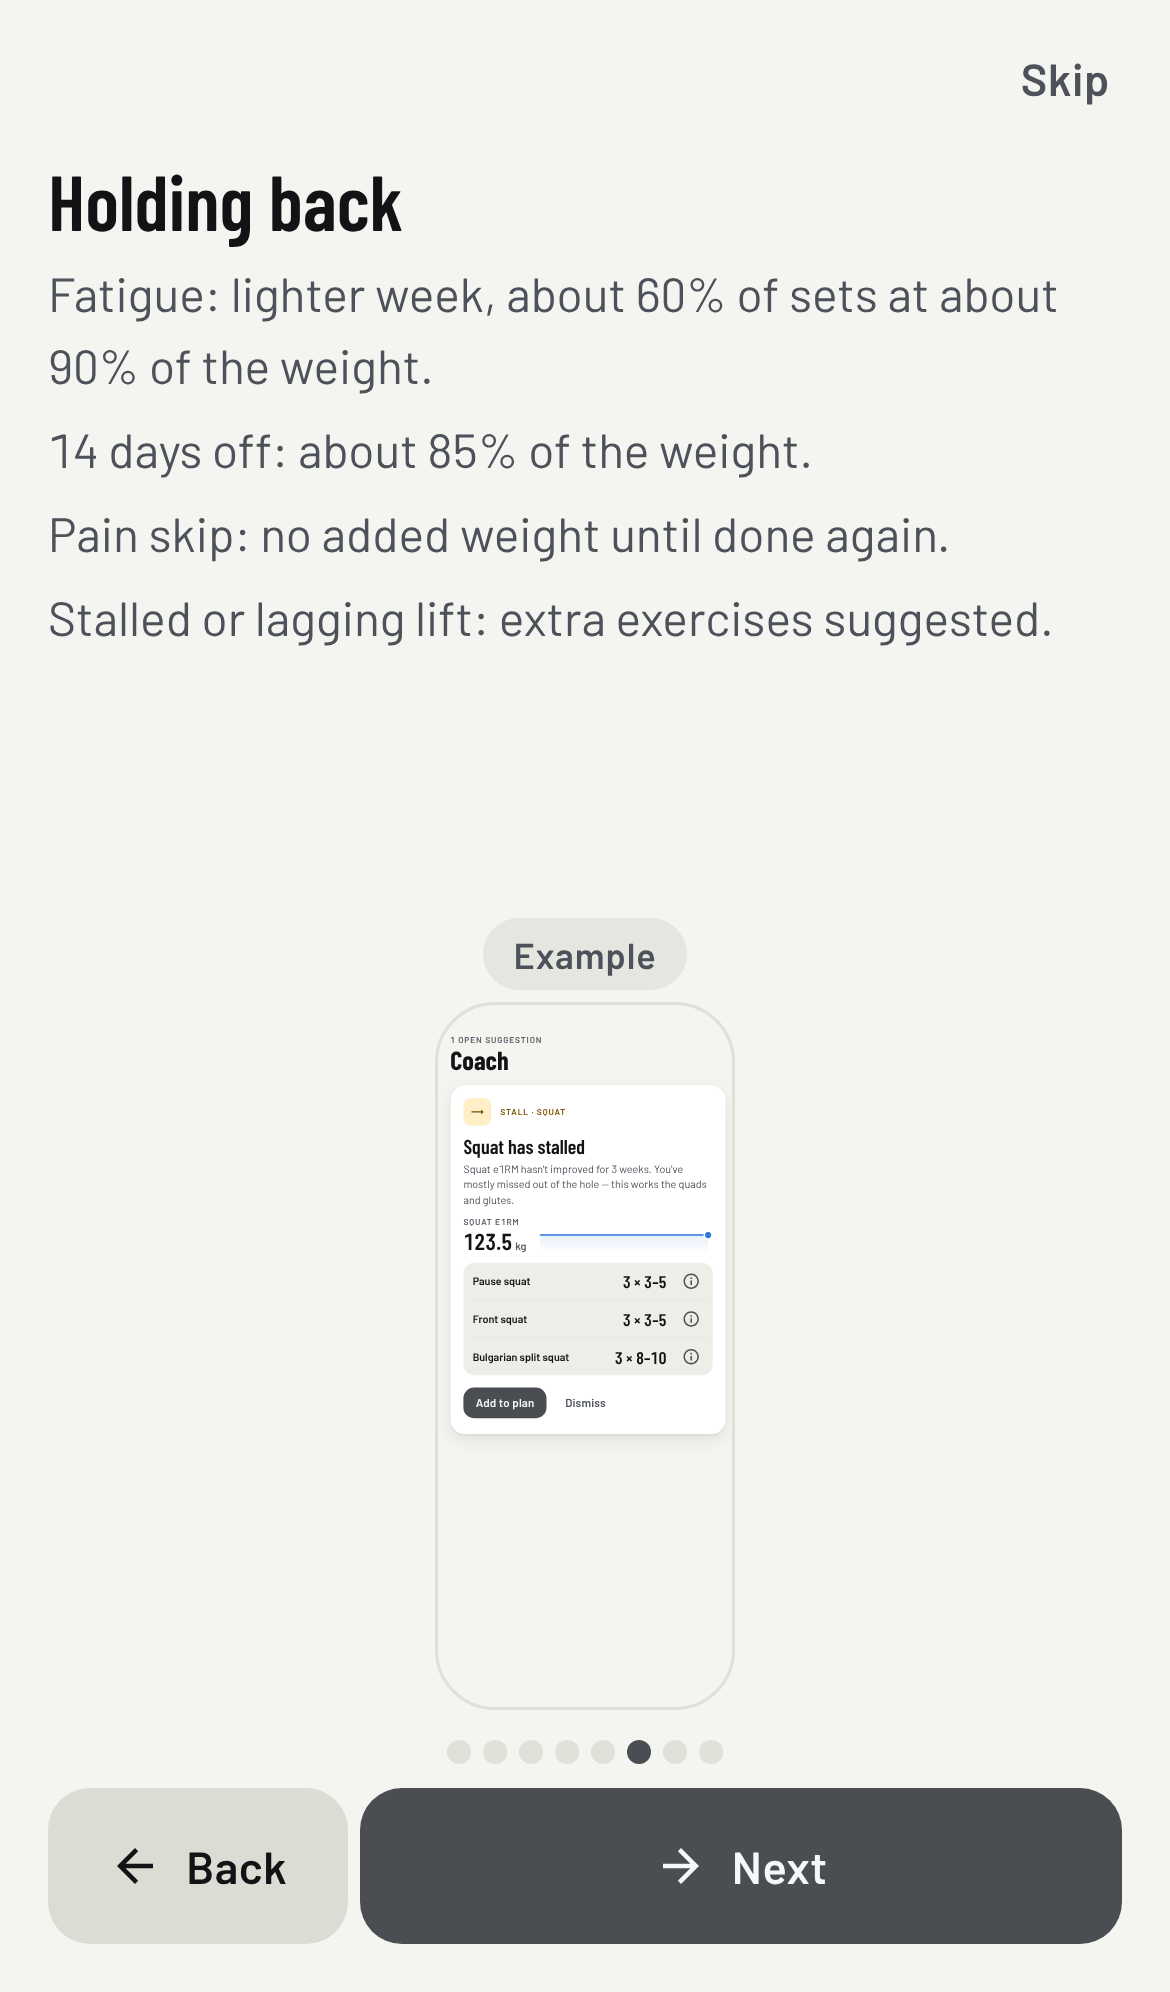 Skip
Holding back
Fatigue: lighter week, about 60% of sets at about
90% of the weight.
14 days off: about 85% of the weight.
Pain skip: no added weight until done again.
Stalled or lagging lift: extra exercises suggested.
Example
1 OPEN SUGGESTION
Coach
STALL · SQUAT
Squat has stalled
Squat e1RM hasn't improved for 3 weeks. You've
mostly missed out of the hole — this works the quads
and glutes.
SQUAT E1RM
123.5 kg
Pause squat 3 × 3–5
Front squat 3 × 3–5
Bulgarian split squat 3 × 8–10
Add to plan Dismiss
Back Next